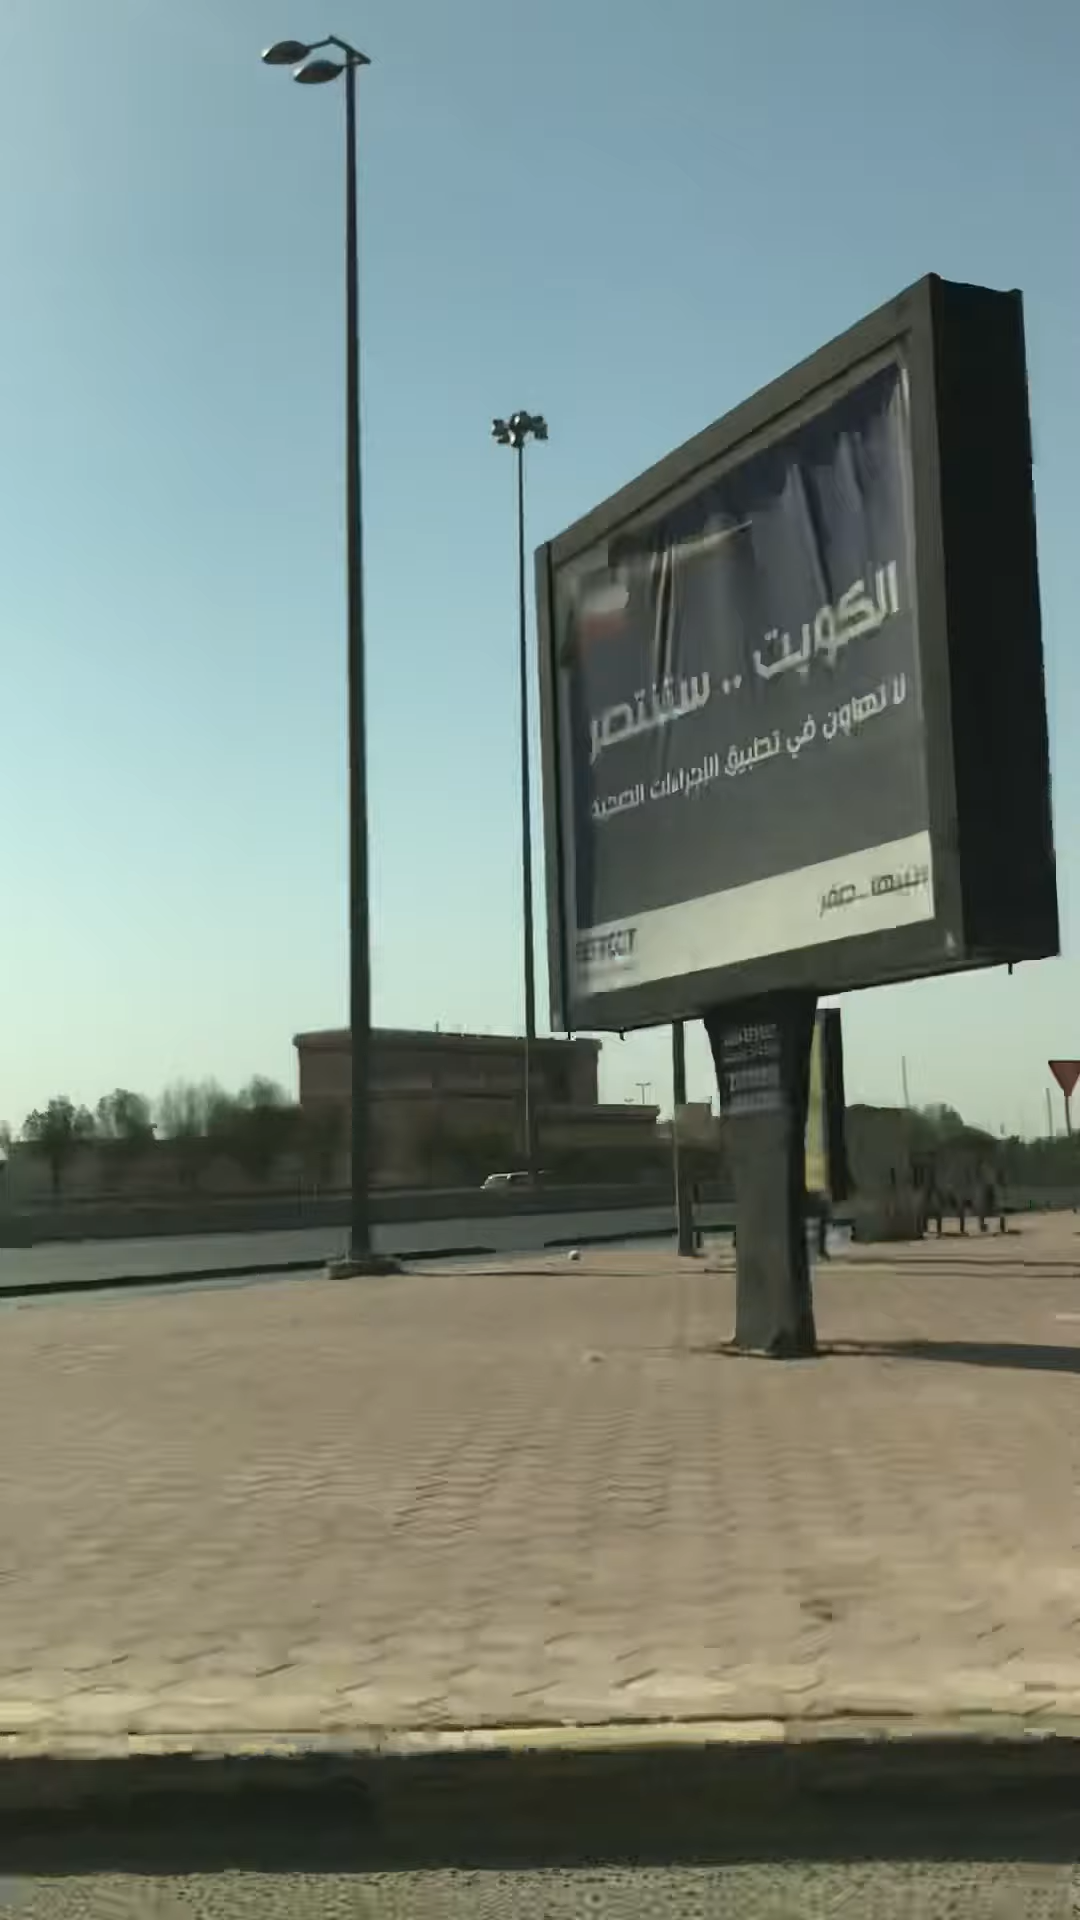 الكويت .. ستنتصر
لا تهاون في تطبيق الإجراءات الصحية